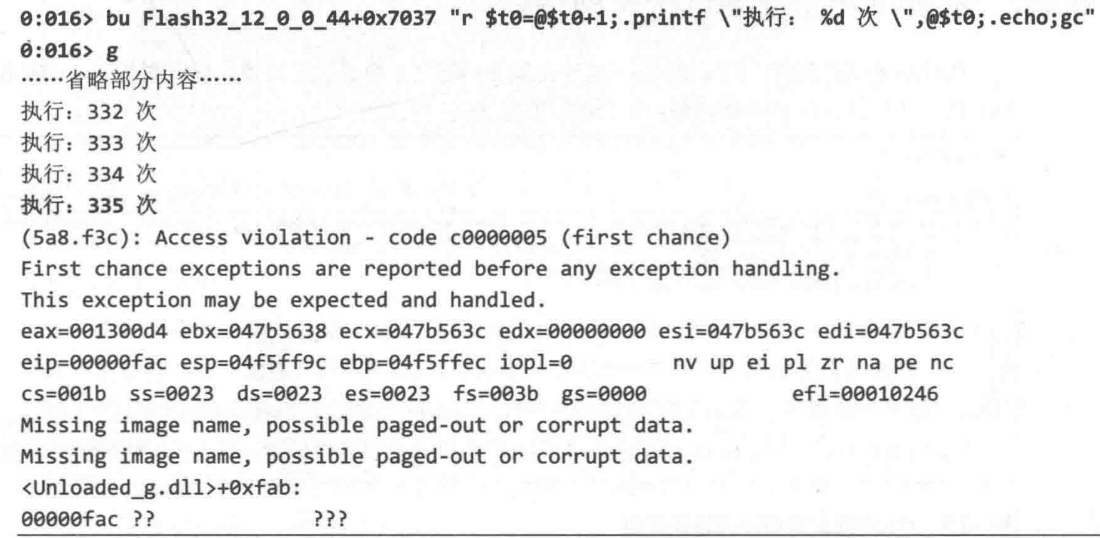 0:016> bu Flash32_12_0_0_44+0x7037 "r $t0=@$t0+1;.printf \"执行： %d 次 \",@$t0;.echo;gc"
0:016> g
……省略部分内容……
执行：332 次
执行：333 次
执行：334 次
执行：335 次
(5a8.f3c): Access violation - code c0000005 (first chance)
First chance exceptions are reported before any exception handling.
This exception may be expected and handled.
eax=001300d4 ebx=047b5638 ecx=047b563c edx=00000000 esi=047b563c edi=047b563c
eip=00000fac esp=04f5ff9c ebp=04f5ffec iopl=0         nv up ei pl zr na pe nc
cs=001b  ss=0023  ds=0023  es=0023  fs=003b  gs=0000             efl=00010246
Missing image name, possible paged-out or corrupt data.
Missing image name, possible paged-out or corrupt data.
<Unloaded_g.dll>+0xfab:
00000fac ??              ???